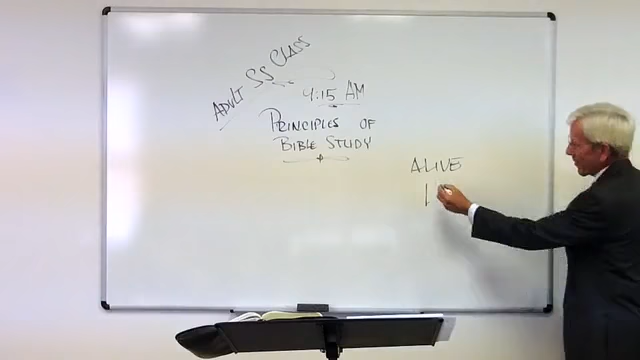 ADULT SS CLASS
9:15 AM
PRINCIPLES OF
BIBLE STUDY
ALIVE